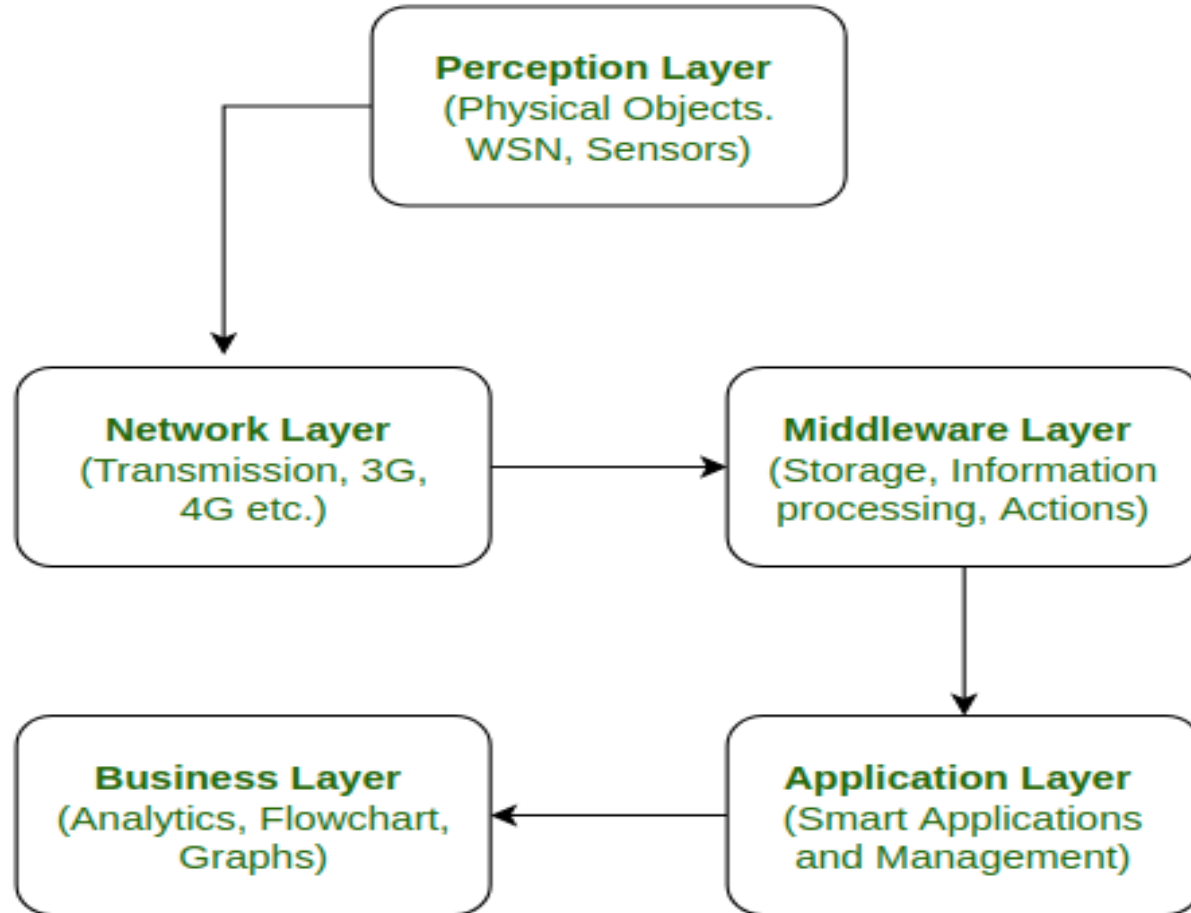 Perception Layer
(Physical Objects.
WSN, Sensors)
Network Layer
(Transmission, 3G,
4G etc.)
Middleware Layer
(Storage, Information
processing, Actions)
Business Layer
(Analytics, Flowchart,
Graphs)
Application Layer
(Smart Applications
and Management)